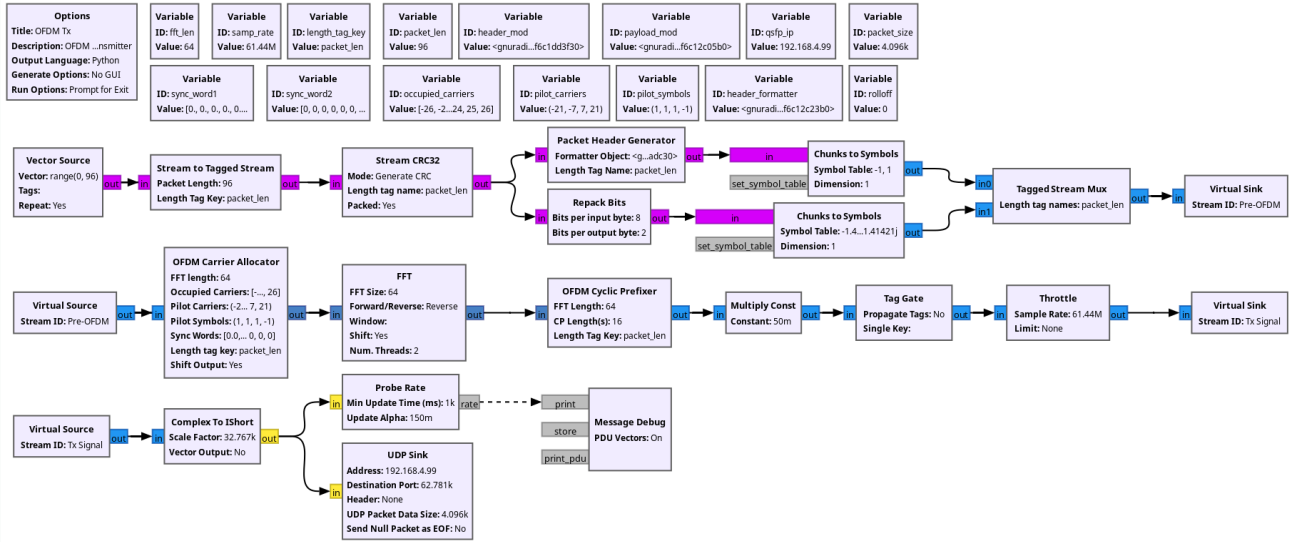 Options
Title: OFDM Tx
Description: OFDM ...nsmitter
Output Language: Python
Generate Options: No GUI
Run Options: Prompt for Exit
Variable
ID: fft_len
Value: 64
Variable
ID: samp_rate
Value: 61.44M
Variable
ID: length_tag_key
Value: packet_len
Variable
ID: packet_len
Value: 96
Variable
ID: header_mod
Value: <gnuradi...f6c1dd3f30>
Variable
ID: payload_mod
Value: <gnuradi...f6c12c05b0>
Variable
ID: qsfp_ip
Value: 192.168.4.99
Variable
ID: packet_size
Value: 4.096k
Variable
ID: sync_word1
Value: [0., 0., 0., 0., 0....
Variable
ID: sync_word2
Value: [0, 0, 0, 0, 0, 0, ...
Variable
ID: occupied_carriers
Value: [-26, -2...24, 25, 26]
Variable
ID: pilot_carriers
Value: (-21, -7, 7, 21)
Variable
ID: pilot_symbols
Value: (1, 1, 1, -1)
Variable
ID: header_formatter
Value: <gnuradi...f6c12c23b0>
Variable
ID: rolloff
Value: 0
Vector Source
Vector: range(0, 96)
Tags:
Repeat: Yes
out
in
Stream to Tagged Stream
Packet Length: 96
Length Tag Key: packet_len
out
in
Stream CRC32
Mode: Generate CRC
Length tag name: packet_len
Packed: Yes
out
in
Packet Header Generator
Formatter Object: <g...adc30>
Length Tag Name: packet_len
out
in
set_symbol_table
Chunks to Symbols
Symbol Table: -1, 1
Dimension: 1
out
in
Repack Bits
Bits per input byte: 8
Bits per output byte: 2
out
in
set_symbol_table
Chunks to Symbols
Symbol Table: -1.4...1.41421j
Dimension: 1
out
in0
in1
Tagged Stream Mux
Length tag names: packet_len
out
in
Virtual Sink
Stream ID: Pre-OFDM
Virtual Source
Stream ID: Pre-OFDM
out
in
OFDM Carrier Allocator
FFT length: 64
Occupied Carriers: [-..., 26]
Pilot Carriers: (-2... 7, 21)
Pilot Symbols: (1, 1, 1, -1)
Sync Words: [0.0,... 0, 0, 0]
Length tag key: packet_len
Shift Output: Yes
out
in
FFT
FFT Size: 64
Forward/Reverse: Reverse
Window:
Shift: Yes
Num. Threads: 2
out
in
OFDM Cyclic Prefixer
FFT Length: 64
CP Length(s): 16
Length Tag Key: packet_len
out
in
Multiply Const
Constant: 50m
out
in
Tag Gate
Propagate Tags: No
Single Key:
out
in
Throttle
Sample Rate: 61.44M
Limit: None
out
in
Virtual Sink
Stream ID: Tx Signal
Virtual Source
Stream ID: Tx Signal
out
in
Complex To IShort
Scale Factor: 32.767k
Vector Output: No
out
in
Probe Rate
Min Update Time (ms): 1k
Update Alpha: 150m
rate
print
store
print_pdu
Message Debug
PDU Vectors: On
in
UDP Sink
Address: 192.168.4.99
Destination Port: 62.781k
Header: None
UDP Packet Data Size: 4.096k
Send Null Packet as EOF: No